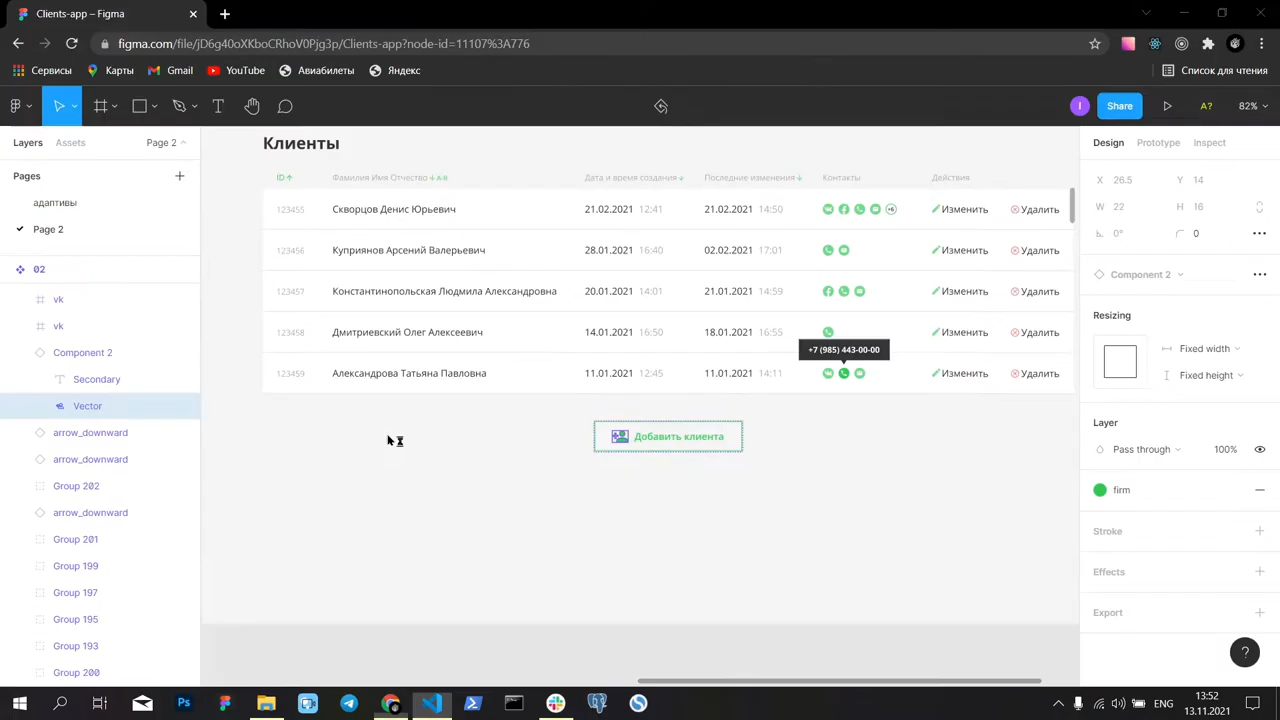 Clients-app – Figma
figma.com/file/jD6g40oXKboCRhoV0Pjg3p/Clients-app?node-id=11107%3A776
Сервисы Карты Gmail YouTube Авиабилеты Яндекс Список для чтения
Share A? 82%
Layers Assets Page 2
Pages
адаптивы
Page 2
02
vk
vk
Component 2
Secondary
Vector
arrow_downward
arrow_downward
Group 202
arrow_downward
Group 201
Group 199
Group 197
Group 195
Group 193
Group 200
Клиенты
ID Фамилия Имя Отчество А-Я Дата и время создания Последние изменения Контакты Действия
123455 Скворцов Денис Юрьевич 21.02.2021 12:41 21.02.2021 14:50 +6 Изменить Удалить
123456 Куприянов Арсений Валерьевич 28.01.2021 16:40 02.02.2021 17:01 Изменить Удалить
123457 Константинопольская Людмила Александровна 20.01.2021 14:01 21.01.2021 14:59 Изменить Удалить
123458 Дмитриевский Олег Алексеевич 14.01.2021 16:50 18.01.2021 16:55 Изменить Удалить
+7 (985) 443-00-00
123459 Александрова Татьяна Павловна 11.01.2021 12:45 11.01.2021 14:11 Изменить Удалить
Добавить клиента
Design Prototype Inspect
X 26.5 Y 14
W 22 H 16
0° 0
Component 2
Resizing
Fixed width
Fixed height
Layer
Pass through 100%
firm
Stroke
Effects
Export
?
ENG 13:52
13.11.2021